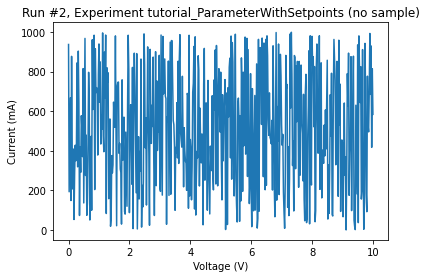 Run #2, Experiment tutorial_ParameterWithSetpoints (no sample)
1000
800
600
400
200
0
Current (mA)
0 2 4 6 8 10
Voltage (V)